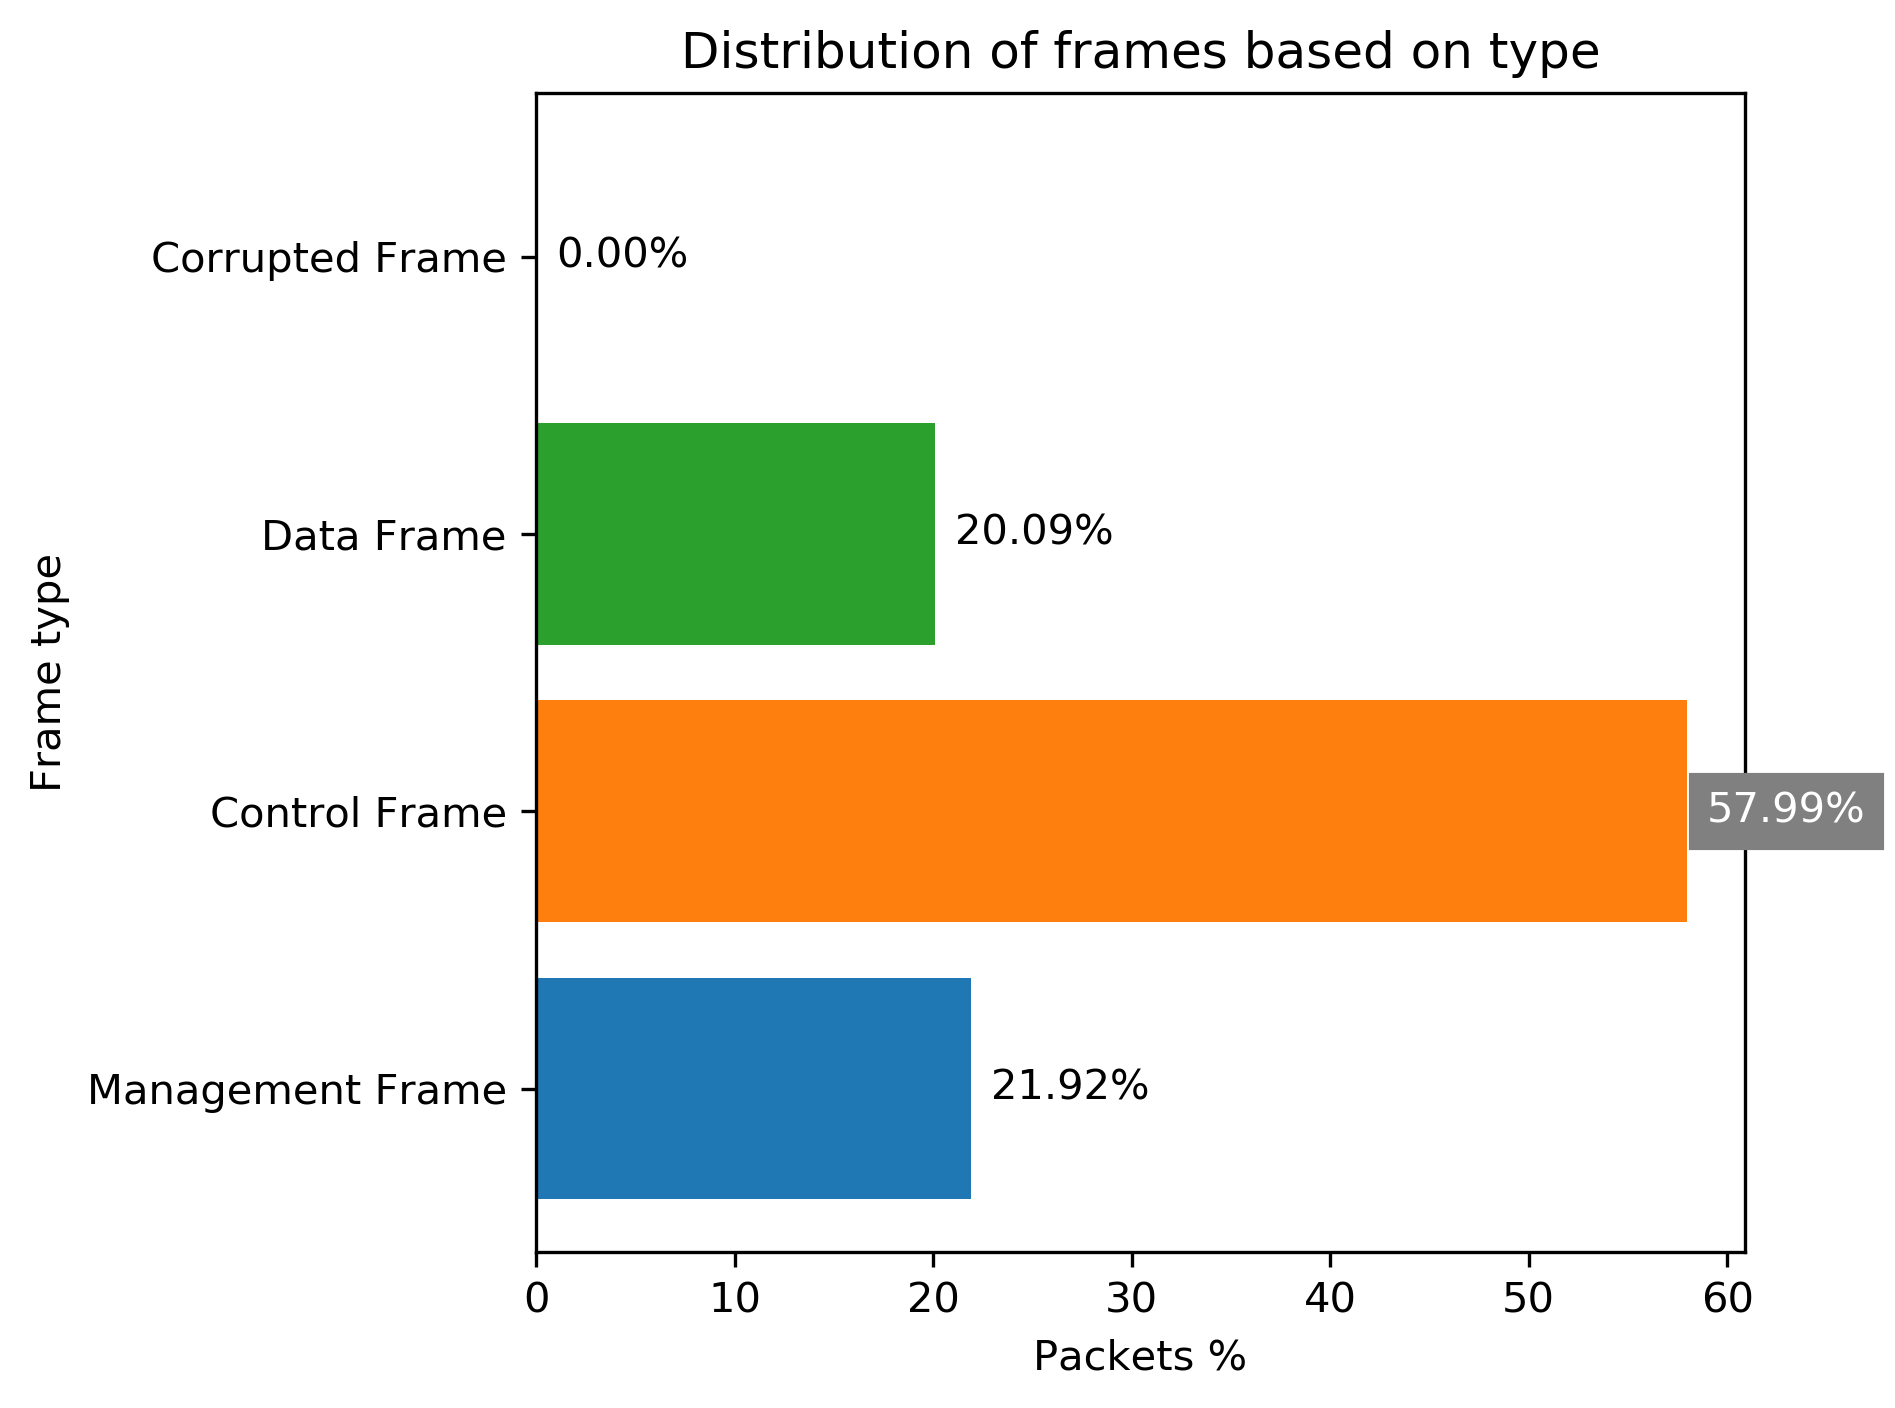 Distribution of frames based on type
Corrupted Frame
0.00%
Data Frame
20.09%
Frame type
Control Frame
57.99%
Management Frame
21.92%
0 10 20 30 40 50 60
Packets %